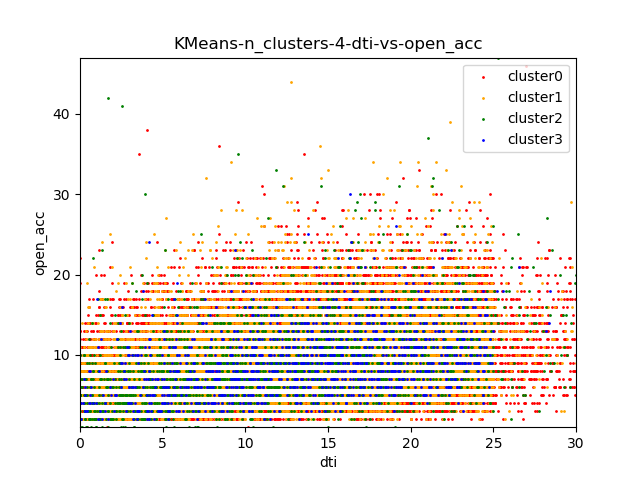 KMeans-n_clusters-4-dti-vs-open_acc
cluster0
cluster1
cluster2
cluster3
open_acc
40
30
20
10
0
5
10
15
20
25
30
dti